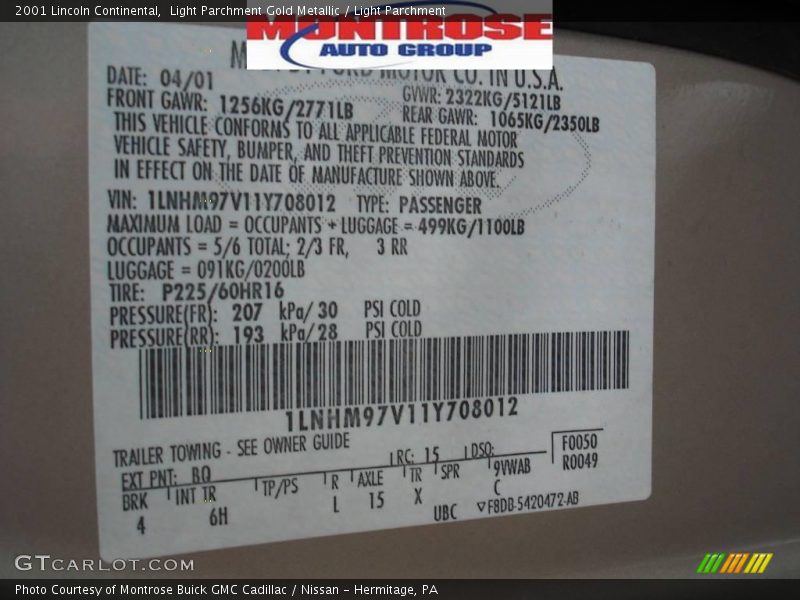 2001 Lincoln Continental,  Light Parchment Gold Metallic / Light Parchment
MONTROSE
AUTO GROUP
FORD MOTOR CO. IN U.S.A.
DATE: 04/01
GVWR: 2322KG/5121LB
FRONT GAWR: 1256KG/2771LB
REAR GAWR: 1065KG/2350LB
THIS VEHICLE CONFORMS TO ALL APPLICABLE FEDERAL MOTOR
VEHICLE SAFETY, BUMPER, AND THEFT PREVENTION STANDARDS
IN EFFECT ON THE DATE OF MANUFACTURE SHOWN ABOVE.
VIN: 1LNHM97V11Y708012 TYPE: PASSENGER
MAXIMUM LOAD = OCCUPANTS + LUGGAGE = 499KG/1100LB
OCCUPANTS = 5/6 TOTAL; 2/3 FR, 3 RR
LUGGAGE = 091KG/0200LB
TIRE: P225/60HR16
PRESSURE(FR): 207 kPa/ 30 PSI COLD
PRESSURE(RR): 193 kPa/ 28 PSI COLD
1LNHM97V11Y708012
TRAILER TOWING - SEE OWNER GUIDE
EXT PNT: BQ RC: 15 DSO: F0050
R0049
BRK INT TR TP/PS R AXLE TR SPR 9VWAB
4 6H L 15 X C
UBC ▽F8DB-5420472-AB
GTCARLOT.COM
Photo Courtesy of Montrose Buick GMC Cadillac / Nissan - Hermitage, PA